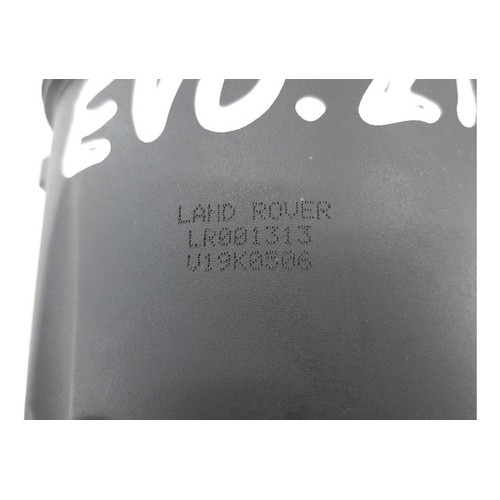 EVO. 
LAND ROVER
LR001313
V19K0506